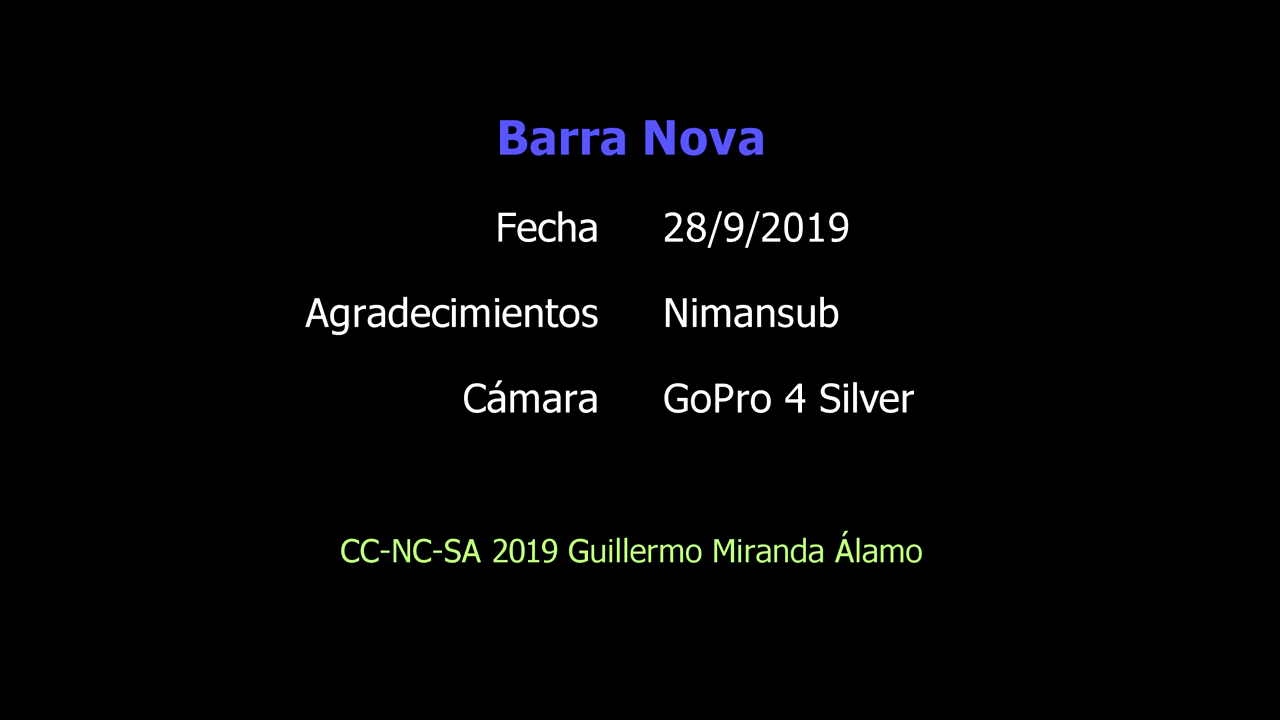 Barra Nova
Fecha 28/9/2019
Agradecimientos Nimansub
Cámara GoPro 4 Silver
CC-NC-SA 2019 Guillermo Miranda Álamo